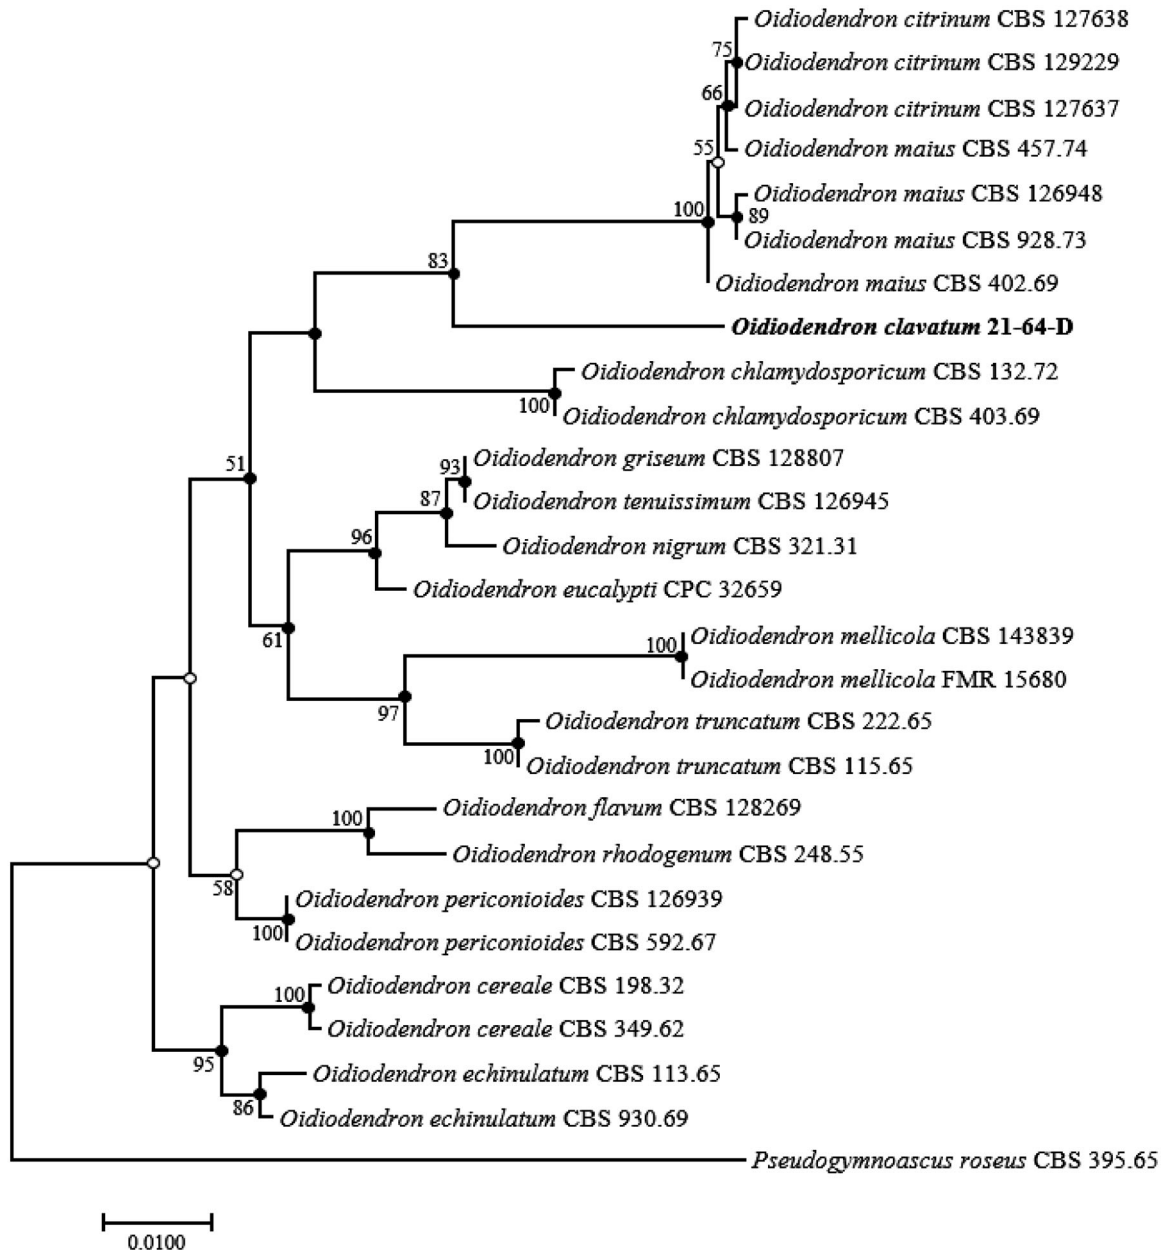 Oidiodendron citrinum CBS 127638
75
Oidiodendron citrinum CBS 129229
66
Oidiodendron citrinum CBS 127637
55
Oidiodendron maius CBS 457.74
Oidiodendron maius CBS 126948
100
89
Oidiodendron maius CBS 928.73
83
Oidiodendron maius CBS 402.69
Oidiodendron clavatum 21-64-D
Oidiodendron chlamydosporicum CBS 132.72
100
Oidiodendron chlamydosporicum CBS 403.69
51
93
Oidiodendron griseum CBS 128807
87
Oidiodendron tenuissimum CBS 126945
96
Oidiodendron nigrum CBS 321.31
Oidiodendron eucalypti CPC 32659
61
100
Oidiodendron mellicola CBS 143839
Oidiodendron mellicola FMR 15680
97
Oidiodendron truncatum CBS 222.65
100
Oidiodendron truncatum CBS 115.65
100
Oidiodendron flavum CBS 128269
Oidiodendron rhodogenum CBS 248.55
58
Oidiodendron periconioides CBS 126939
100
Oidiodendron periconioides CBS 592.67
100
Oidiodendron cereale CBS 198.32
Oidiodendron cereale CBS 349.62
95
Oidiodendron echinulatum CBS 113.65
86
Oidiodendron echinulatum CBS 930.69
Pseudogymnoascus roseus CBS 395.65
0.0100